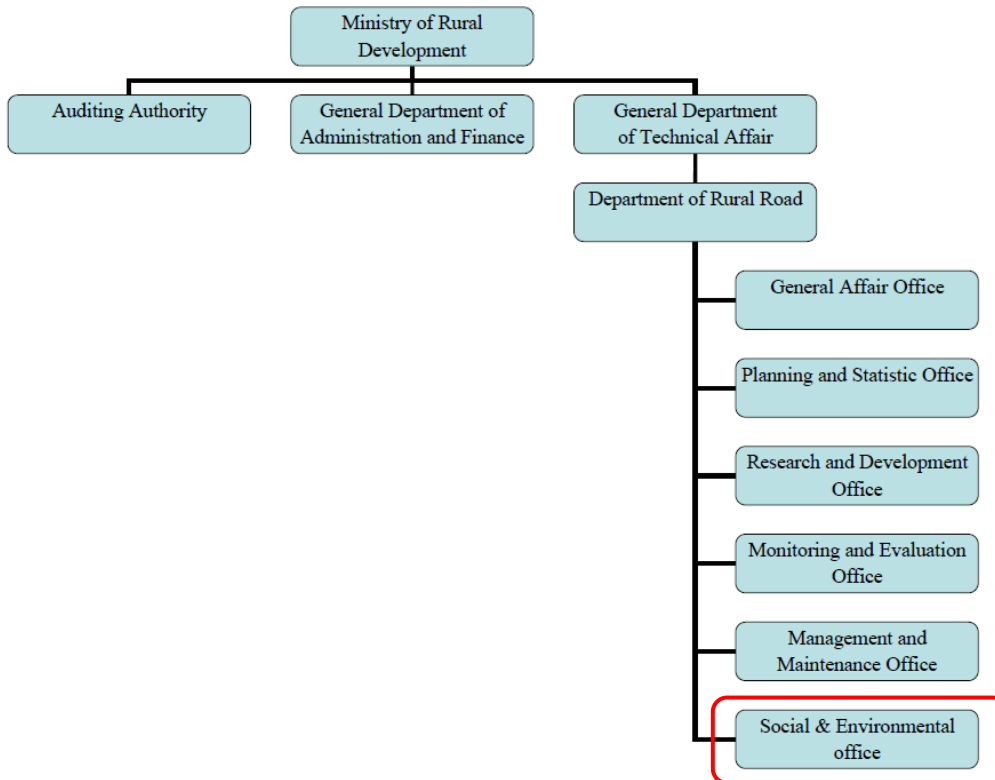 Ministry of Rural
Development
Auditing Authority
General Department of
Administration and Finance
General Department
of Technical Affair
Department of Rural Road
General Affair Office
Planning and Statistic Office
Research and Development
Office
Monitoring and Evaluation
Office
Management and
Maintenance Office
Social & Environmental
office